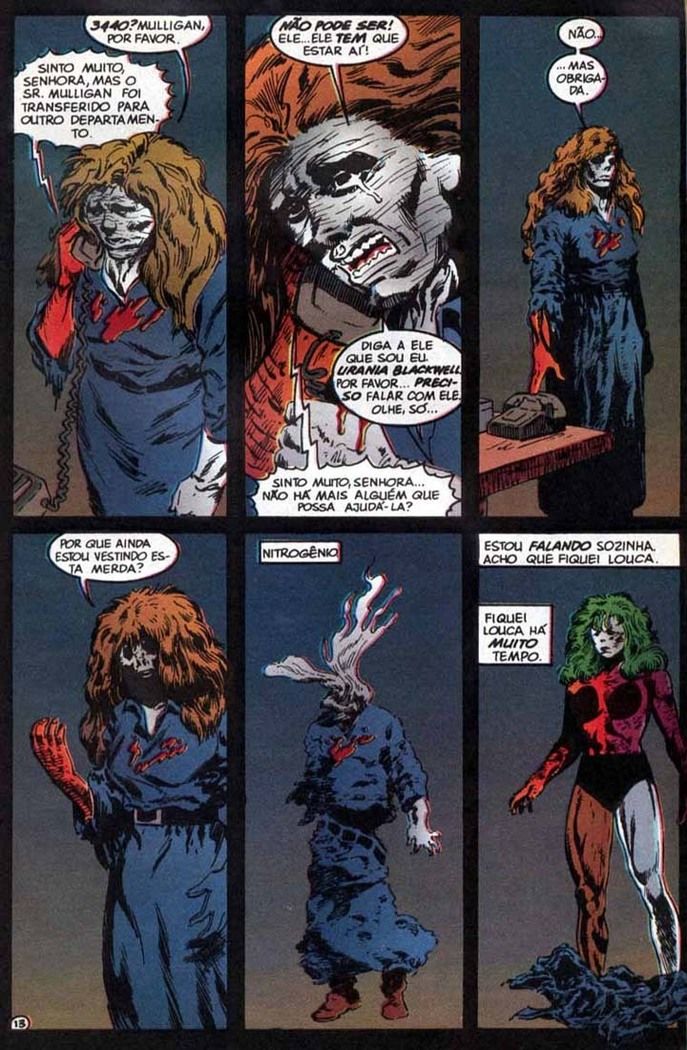 3440? MULLIGAN,
POR FAVOR.
SINTO MUITO,
SENHORA, MAS O
SR. MULLIGAN FOI
TRANSFERIDO PARA
OUTRO DEPARTAMEN-
TO.
NÃO PODE SER!
ELE...ELE TEM QUE
ESTAR AÍ!
DIGA A ELE
QUE SOU EU.
URANIA BLACKWELL.
POR FAVOR... PRECI-
SO FALAR COM ELE.
OLHE, SÓ...
SINTO MUITO, SENHORA...
NÃO HÁ MAIS ALGUÉM QUE
POSSA AJUDÁ-LA?
NÃO...
...MAS
OBRIGA-
DA.
POR QUE AINDA
ESTOU VESTINDO ES-
TA MERDA?
NITROGÊNIO
ESTOU FALANDO SOZINHA.
ACHO QUE FIQUEI LOUCA.
FIQUEI
LOUCA HÁ
MUITO
TEMPO.
13